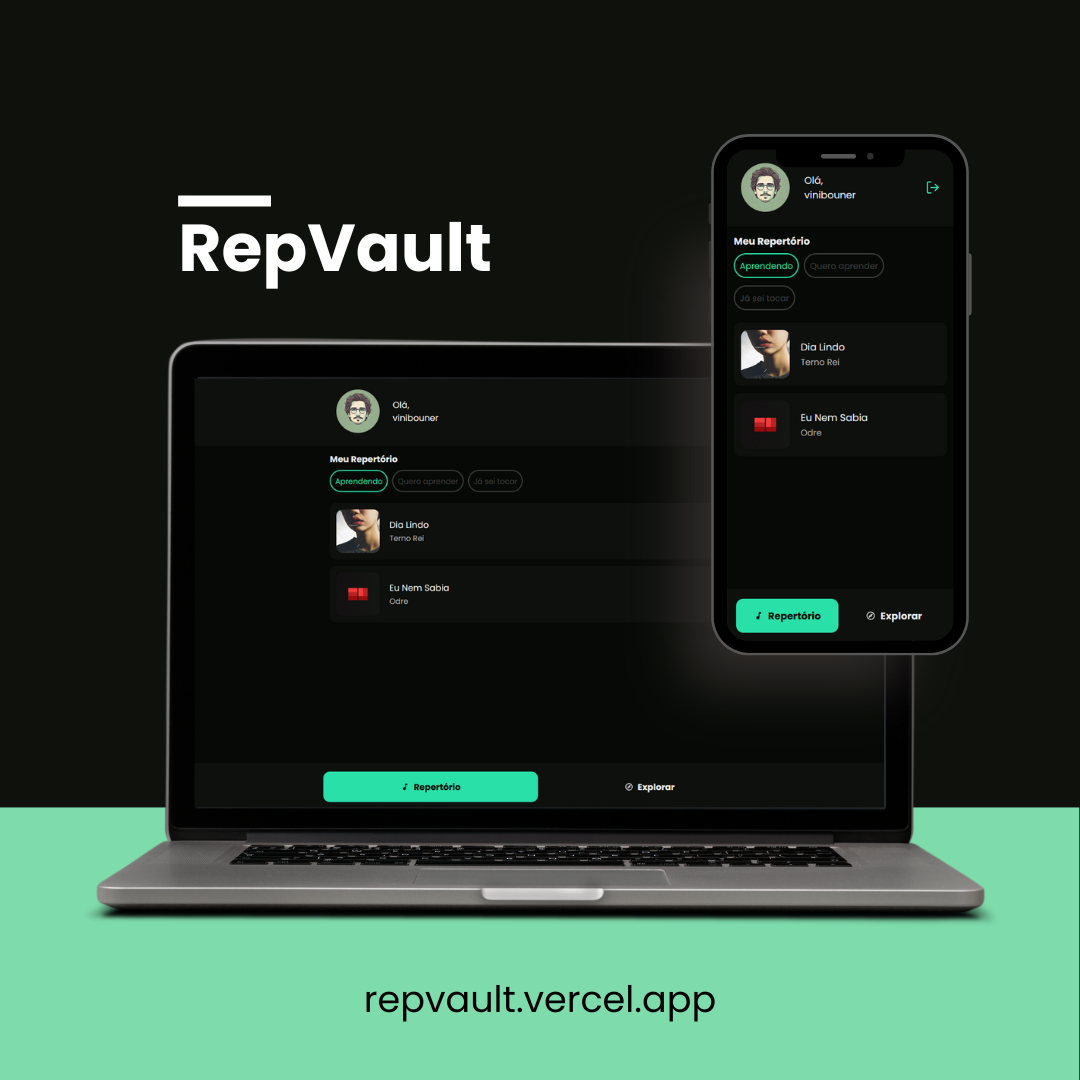 RepVault
Olá,
vinibouner
Meu Repertório
Aprendendo
Quero aprender
Já sei tocar
Dia Lindo
Terno Rei
Eu Nem Sabia
Odre
Repertório
Explorar
Olá,
vinibouner
Meu Repertório
Aprendendo
Quero aprender
Já sei tocar
Dia Lindo
Terno Rei
Eu Nem Sabia
Odre
Repertório
Explorar
repvault.vercel.app